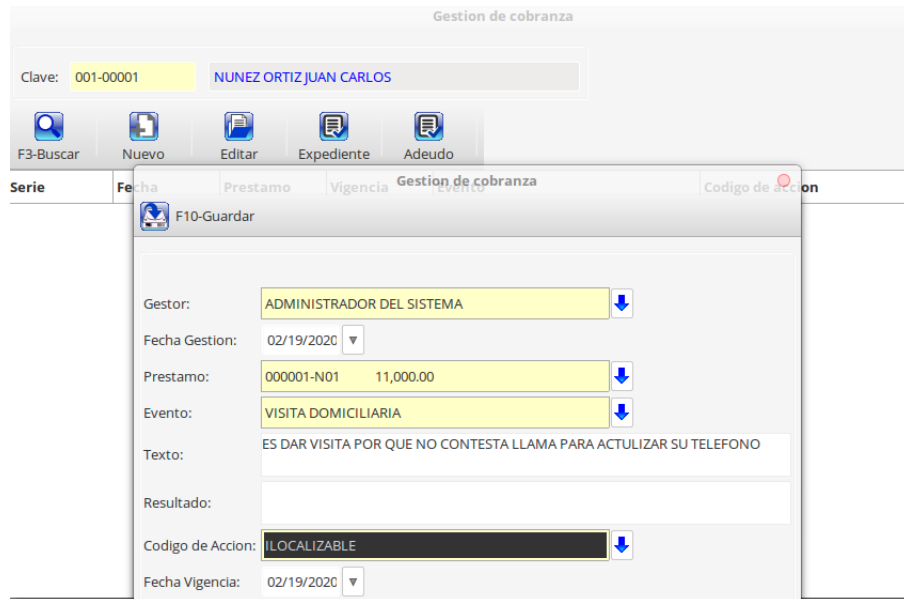 Gestion de cobranza
Clave: 001-00001 NUNEZ ORTIZ JUAN CARLOS
F3-Buscar Nuevo Editar Expediente Adeudo
Serie Fecha Prestamo Vigencia Evento Codigo de accion
Gestion de cobranza
F10-Guardar
Gestor: ADMINISTRADOR DEL SISTEMA
Fecha Gestion: 02/19/2020
Prestamo: 000001-N01 11,000.00
Evento: VISITA DOMICILIARIA
Texto: ES DAR VISITA POR QUE NO CONTESTA LLAMA PARA ACTULIZAR SU TELEFONO
Resultado:
Codigo de Accion: ILOCALIZABLE
Fecha Vigencia: 02/19/2020